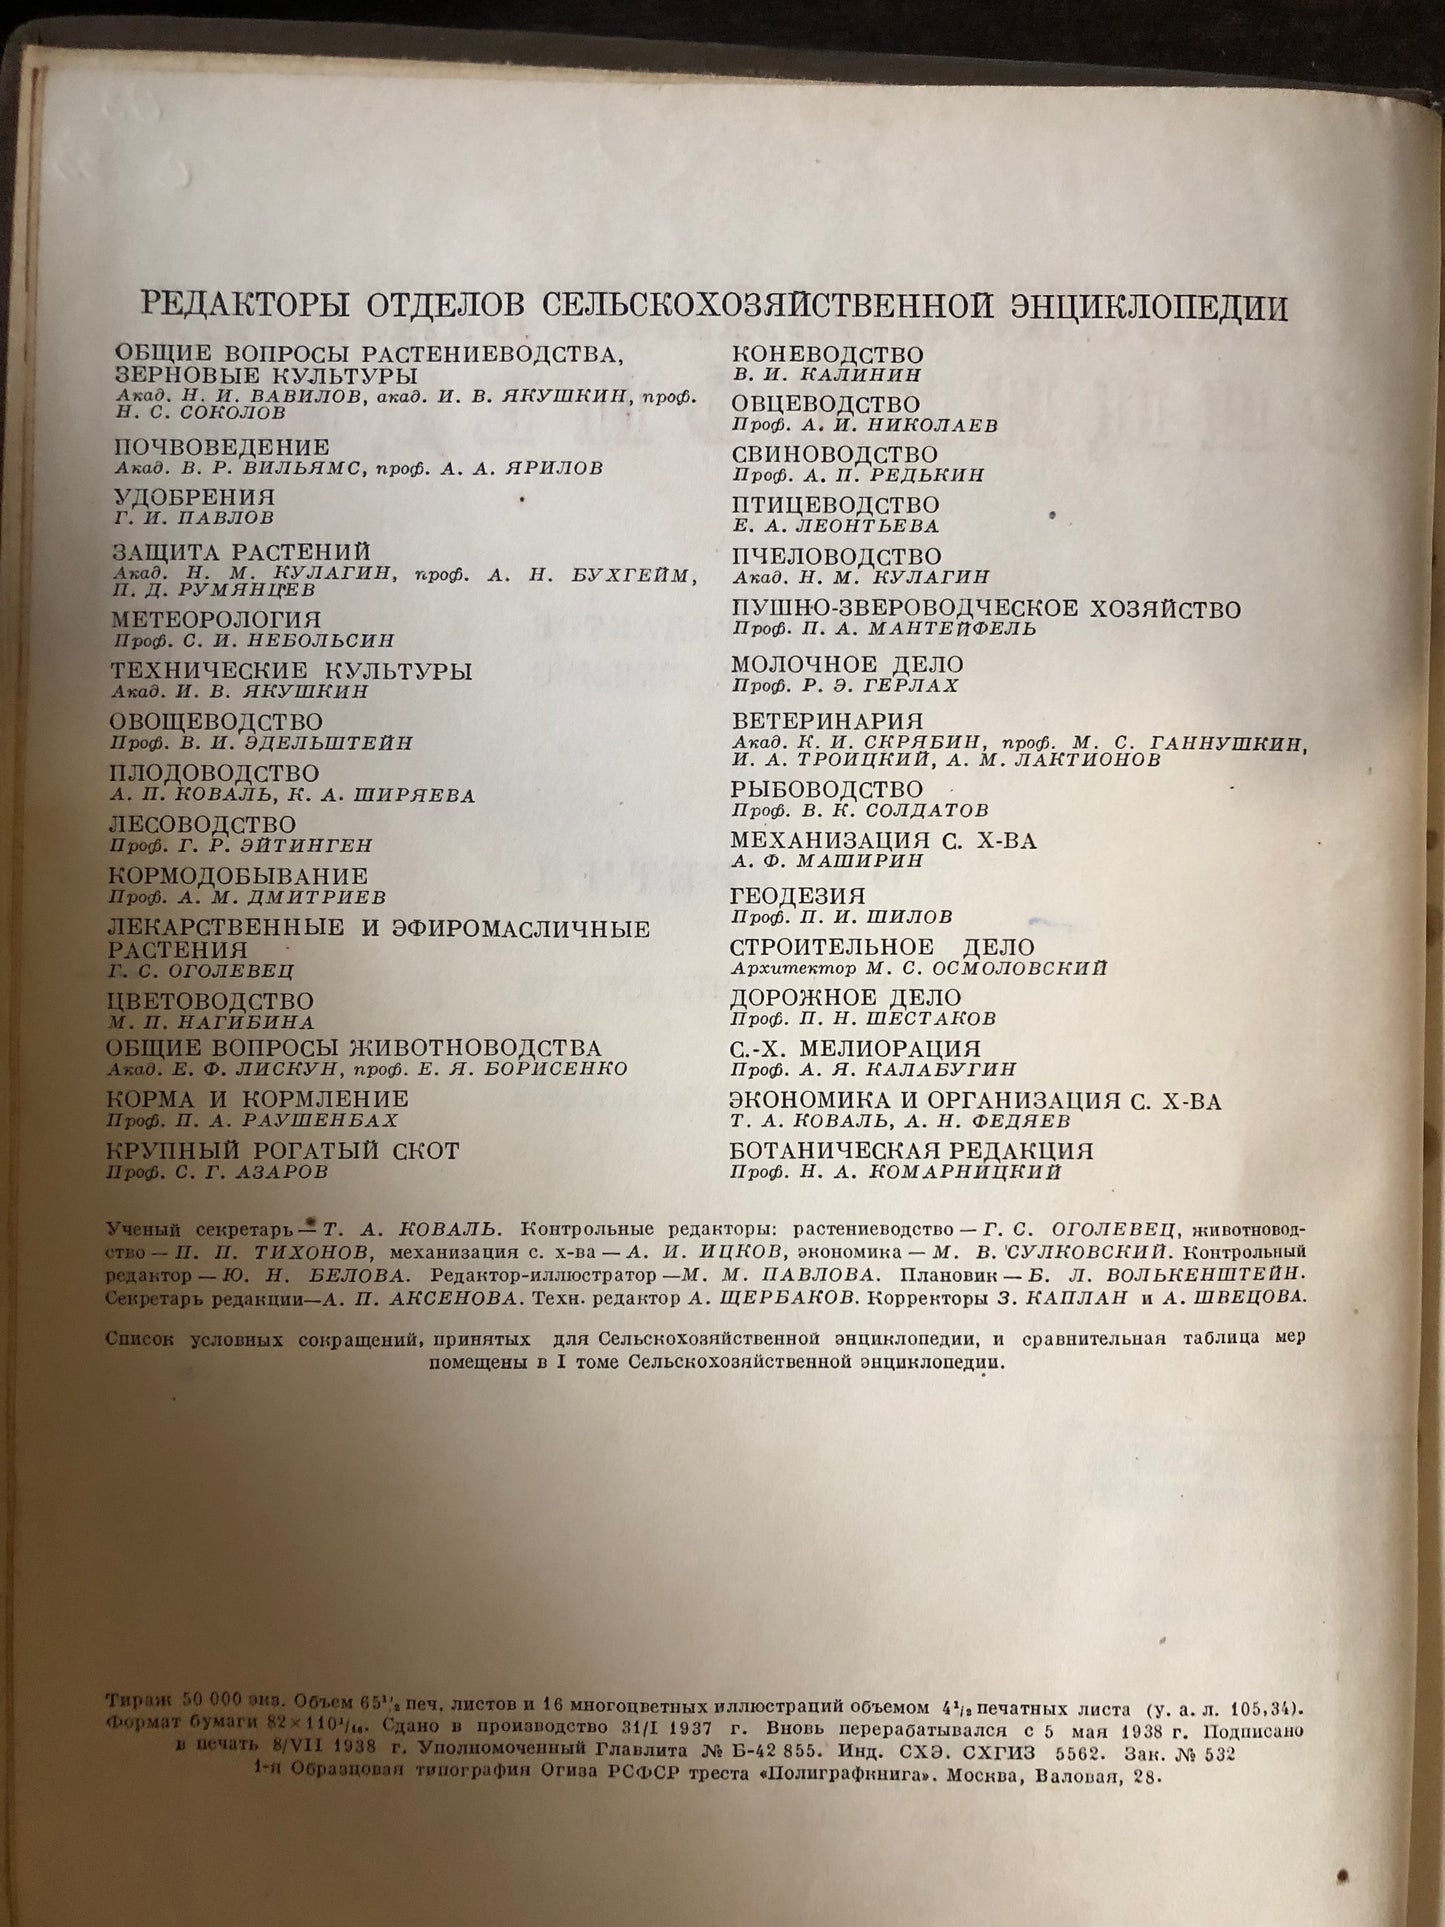 РЕДАКТОРЫ ОТДЕЛОВ СЕЛЬСКОХОЗЯЙСТВЕННОЙ ЭНЦИКЛОПЕДИИ
ОБЩИЕ ВОПРОСЫ РАСТЕНИЕВОДСТВА,
ЗЕРНОВЫЕ КУЛЬТУРЫ
Акад. Н. И. ВАВИЛОВ, акад. И. В. ЯКУШКИН, проф.
Н. С. СОКОЛОВ
ПОЧВОВЕДЕНИЕ
Акад. В. Р. ВИЛЬЯМС, проф. А. А. ЯРИЛОВ
УДОБРЕНИЯ
Г. И. ПАВЛОВ
ЗАЩИТА РАСТЕНИЙ
Акад. Н. М. КУЛАГИН, проф. А. Н. БУХГЕЙМ,
П. Д. РУМЯНЦЕВ
МЕТЕОРОЛОГИЯ
Проф. С. И. НЕБОЛЬСИН
ТЕХНИЧЕСКИЕ КУЛЬТУРЫ
Акад. И. В. ЯКУШКИН
ОВОЩЕВОДСТВО
Проф. В. И. ЭДЕЛЬШТЕЙН
ПЛОДОВОДСТВО
А. П. КОВАЛЬ, К. А. ШИРЯЕВА
ЛЕСОВОДСТВО
Проф. Г. Р. ЭЙТИНГЕН
КОРМОДОБЫВАНИЕ
Проф. А. М. ДМИТРИЕВ
ЛЕКАРСТВЕННЫЕ И ЭФИРОМАСЛИЧНЫЕ
РАСТЕНИЯ
Г. С. ОГОЛЕВЕЦ
ЦВЕТОВОДСТВО
М. П. НАГИБИНА
ОБЩИЕ ВОПРОСЫ ЖИВОТНОВОДСТВА
Акад. Е. Ф. ЛИСКУН, проф. Е. Я. БОРИСЕНКО
КОРМА И КОРМЛЕНИЕ
Проф. П. А. РАУШЕНБАХ
КРУПНЫЙ РОГАТЫЙ СКОТ
Проф. С. Г. АЗАРОВ
КОНЕВОДСТВО
В. И. КАЛИНИН
ОВЦЕВОДСТВО
Проф. А. И. НИКОЛАЕВ
СВИНОВОДСТВО
Проф. А. П. РЕДЬКИН
ПТИЦЕВОДСТВО
Е. А. ЛЕОНТЬЕВА
ПЧЕЛОВОДСТВО
Акад. Н. М. КУЛАГИН
ПУШНО-ЗВЕРОВОДЧЕСКОЕ ХОЗЯЙСТВО
Проф. П. А. МАНТЕЙФЕЛЬ
МОЛОЧНОЕ ДЕЛО
Проф. Р. Э. ГЕРЛАХ
ВЕТЕРИНАРИЯ
Акад. К. И. СКРЯБИН, проф. М. С. ГАННУШКИН,
И. А. ТРОИЦКИЙ, А. М. ЛАКТИОНОВ
РЫБОВОДСТВО
Проф. В. К. СОЛДАТОВ
МЕХАНИЗАЦИЯ С. Х-ВА
А. Ф. МАШИРИН
ГЕОДЕЗИЯ
Проф. П. И. ШИЛОВ
СТРОИТЕЛЬНОЕ ДЕЛО
Архитектор М. С. ОСМОЛОВСКИЙ
ДОРОЖНОЕ ДЕЛО
Проф. П. Н. ШЕСТАКОВ
С.-Х. МЕЛИОРАЦИЯ
Проф. А. Я. КАЛАБУГИН
ЭКОНОМИКА И ОРГАНИЗАЦИЯ С. Х-ВА
Т. А. КОВАЛЬ, А. Н. ФЕДЯЕВ
БОТАНИЧЕСКАЯ РЕДАКЦИЯ
Проф. Н. А. КОМАРНИЦКИЙ
Ученый секретарь — Т. А. КОВАЛЬ. Контрольные редакторы: растениеводство — Г. С. ОГОЛЕВЕЦ, животновод-
ство — П. П. ТИХОНОВ, механизация с. х-ва — А. И. ИЦКОВ, экономика — М. В. СУЛКОВСКИЙ. Контрольный
редактор — Ю. Н. БЕЛОВА. Редактор-иллюстратор — М. М. ПАВЛОВА. Плановик — Б. Л. ВОЛЬКЕНШТЕЙН.
Секретарь редакции — А. П. АКСЕНОВА. Техн. редактор А. ЩЕРБАКОВ. Корректоры З. КАПЛАН и А. ШВЕЦОВА.
Список условных сокращений, принятых для Сельскохозяйственной энциклопедии, и сравнительная таблица мер
помещены в I томе Сельскохозяйственной энциклопедии.
Тираж 50 000 экз. Объем 65¹/₂ печ. листов и 16 многоцветных иллюстраций объемом 4¹/₂ печатных листа (у. а. л. 105,34).
Формат бумаги 82×110¹/₁₆. Сдано в производство 31/I 1937 г. Вновь перерабатывался с 5 мая 1938 г. Подписано
в печать 8/VII 1938 г. Уполномоченный Главлита № Б-42 855. Инд. СХЭ. СХГИЗ 5562. Зак. № 532
1-я Образцовая типография Огиза РСФСР треста «Полиграфкнига». Москва, Валовая, 28.